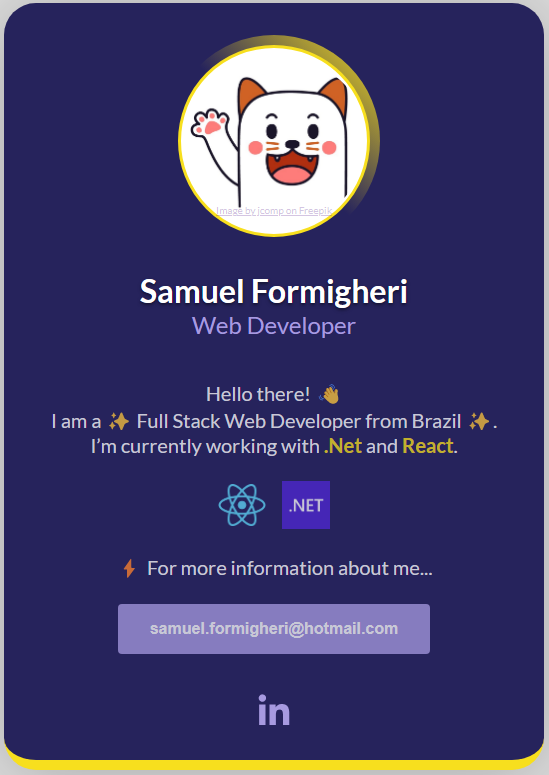 Image by jcomp on Freepik
Samuel Formigheri
Web Developer
Hello there! 👋
I am a ✨ Full Stack Web Developer from Brazil ✨.
I’m currently working with .Net and React.
.NET
⚡ For more information about me...
samuel.formigheri@hotmail.com
in